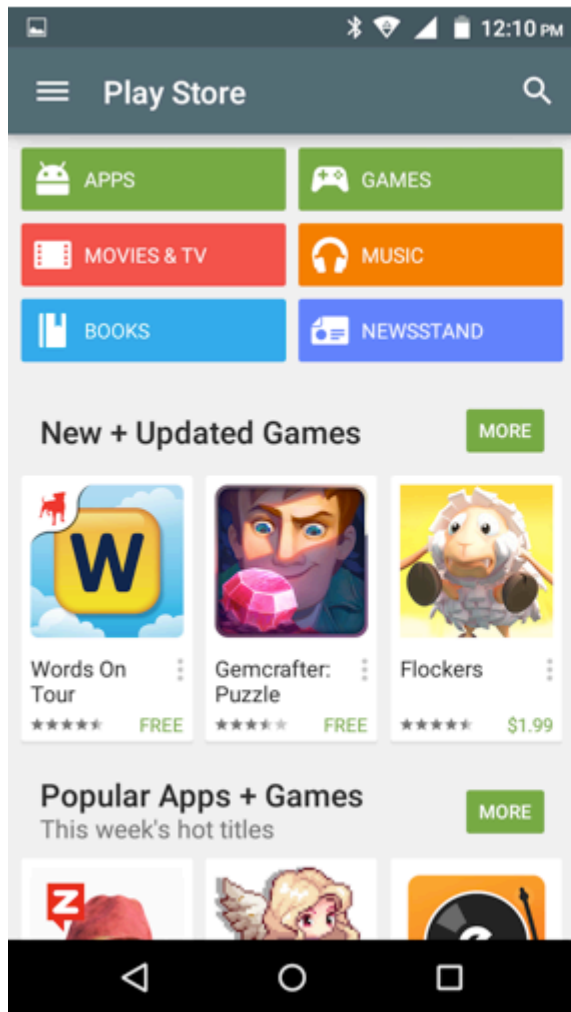 12:10 PM
Play Store
APPS
GAMES
MOVIES & TV
MUSIC
BOOKS
NEWSSTAND
New + Updated Games
MORE
W
Words On
Tour
FREE
Gemcrafter:
Puzzle
FREE
Flockers
$1.99
Popular Apps + Games
MORE
This week's hot titles
Z